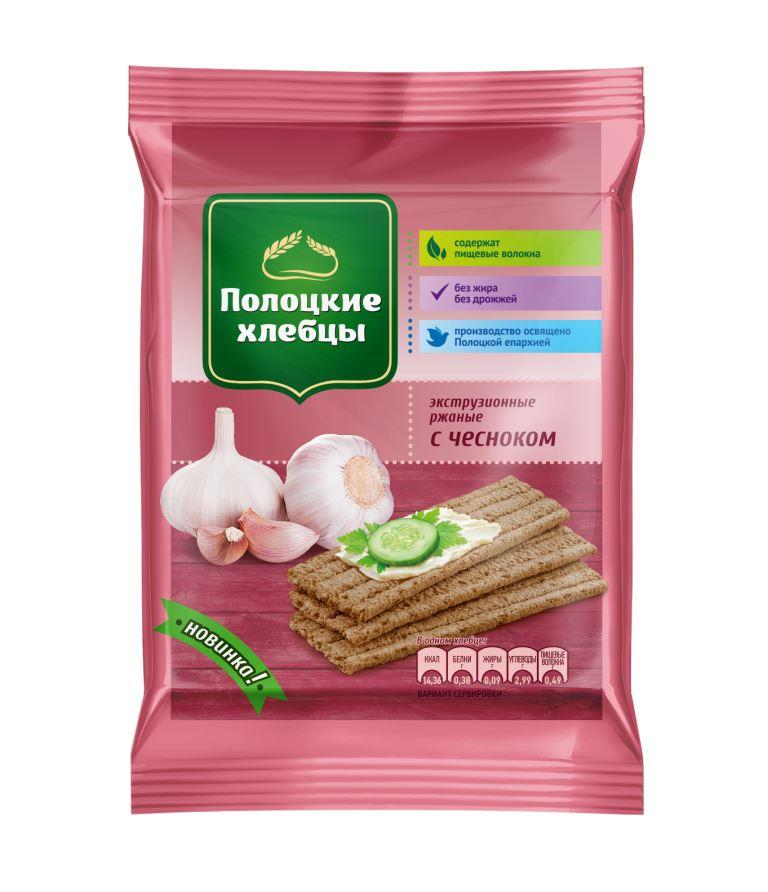 Полоцкие
хлебцы
содержат
пищевые волокна
без жира
без дрожжей
производство освящено
Полоцкой епархией
экструзионные
ржаные
с чесноком
новинка!
В одном хлебце:
ККАЛ БЕЛКИ Г ЖИРЫ Г УГЛЕВОДЫ Г ПИЩЕВЫЕ ВОЛОКНА Г
14,36 0,38 0,09 2,99 0,49
ВАРИАНТ СЕРВИРОВКИ